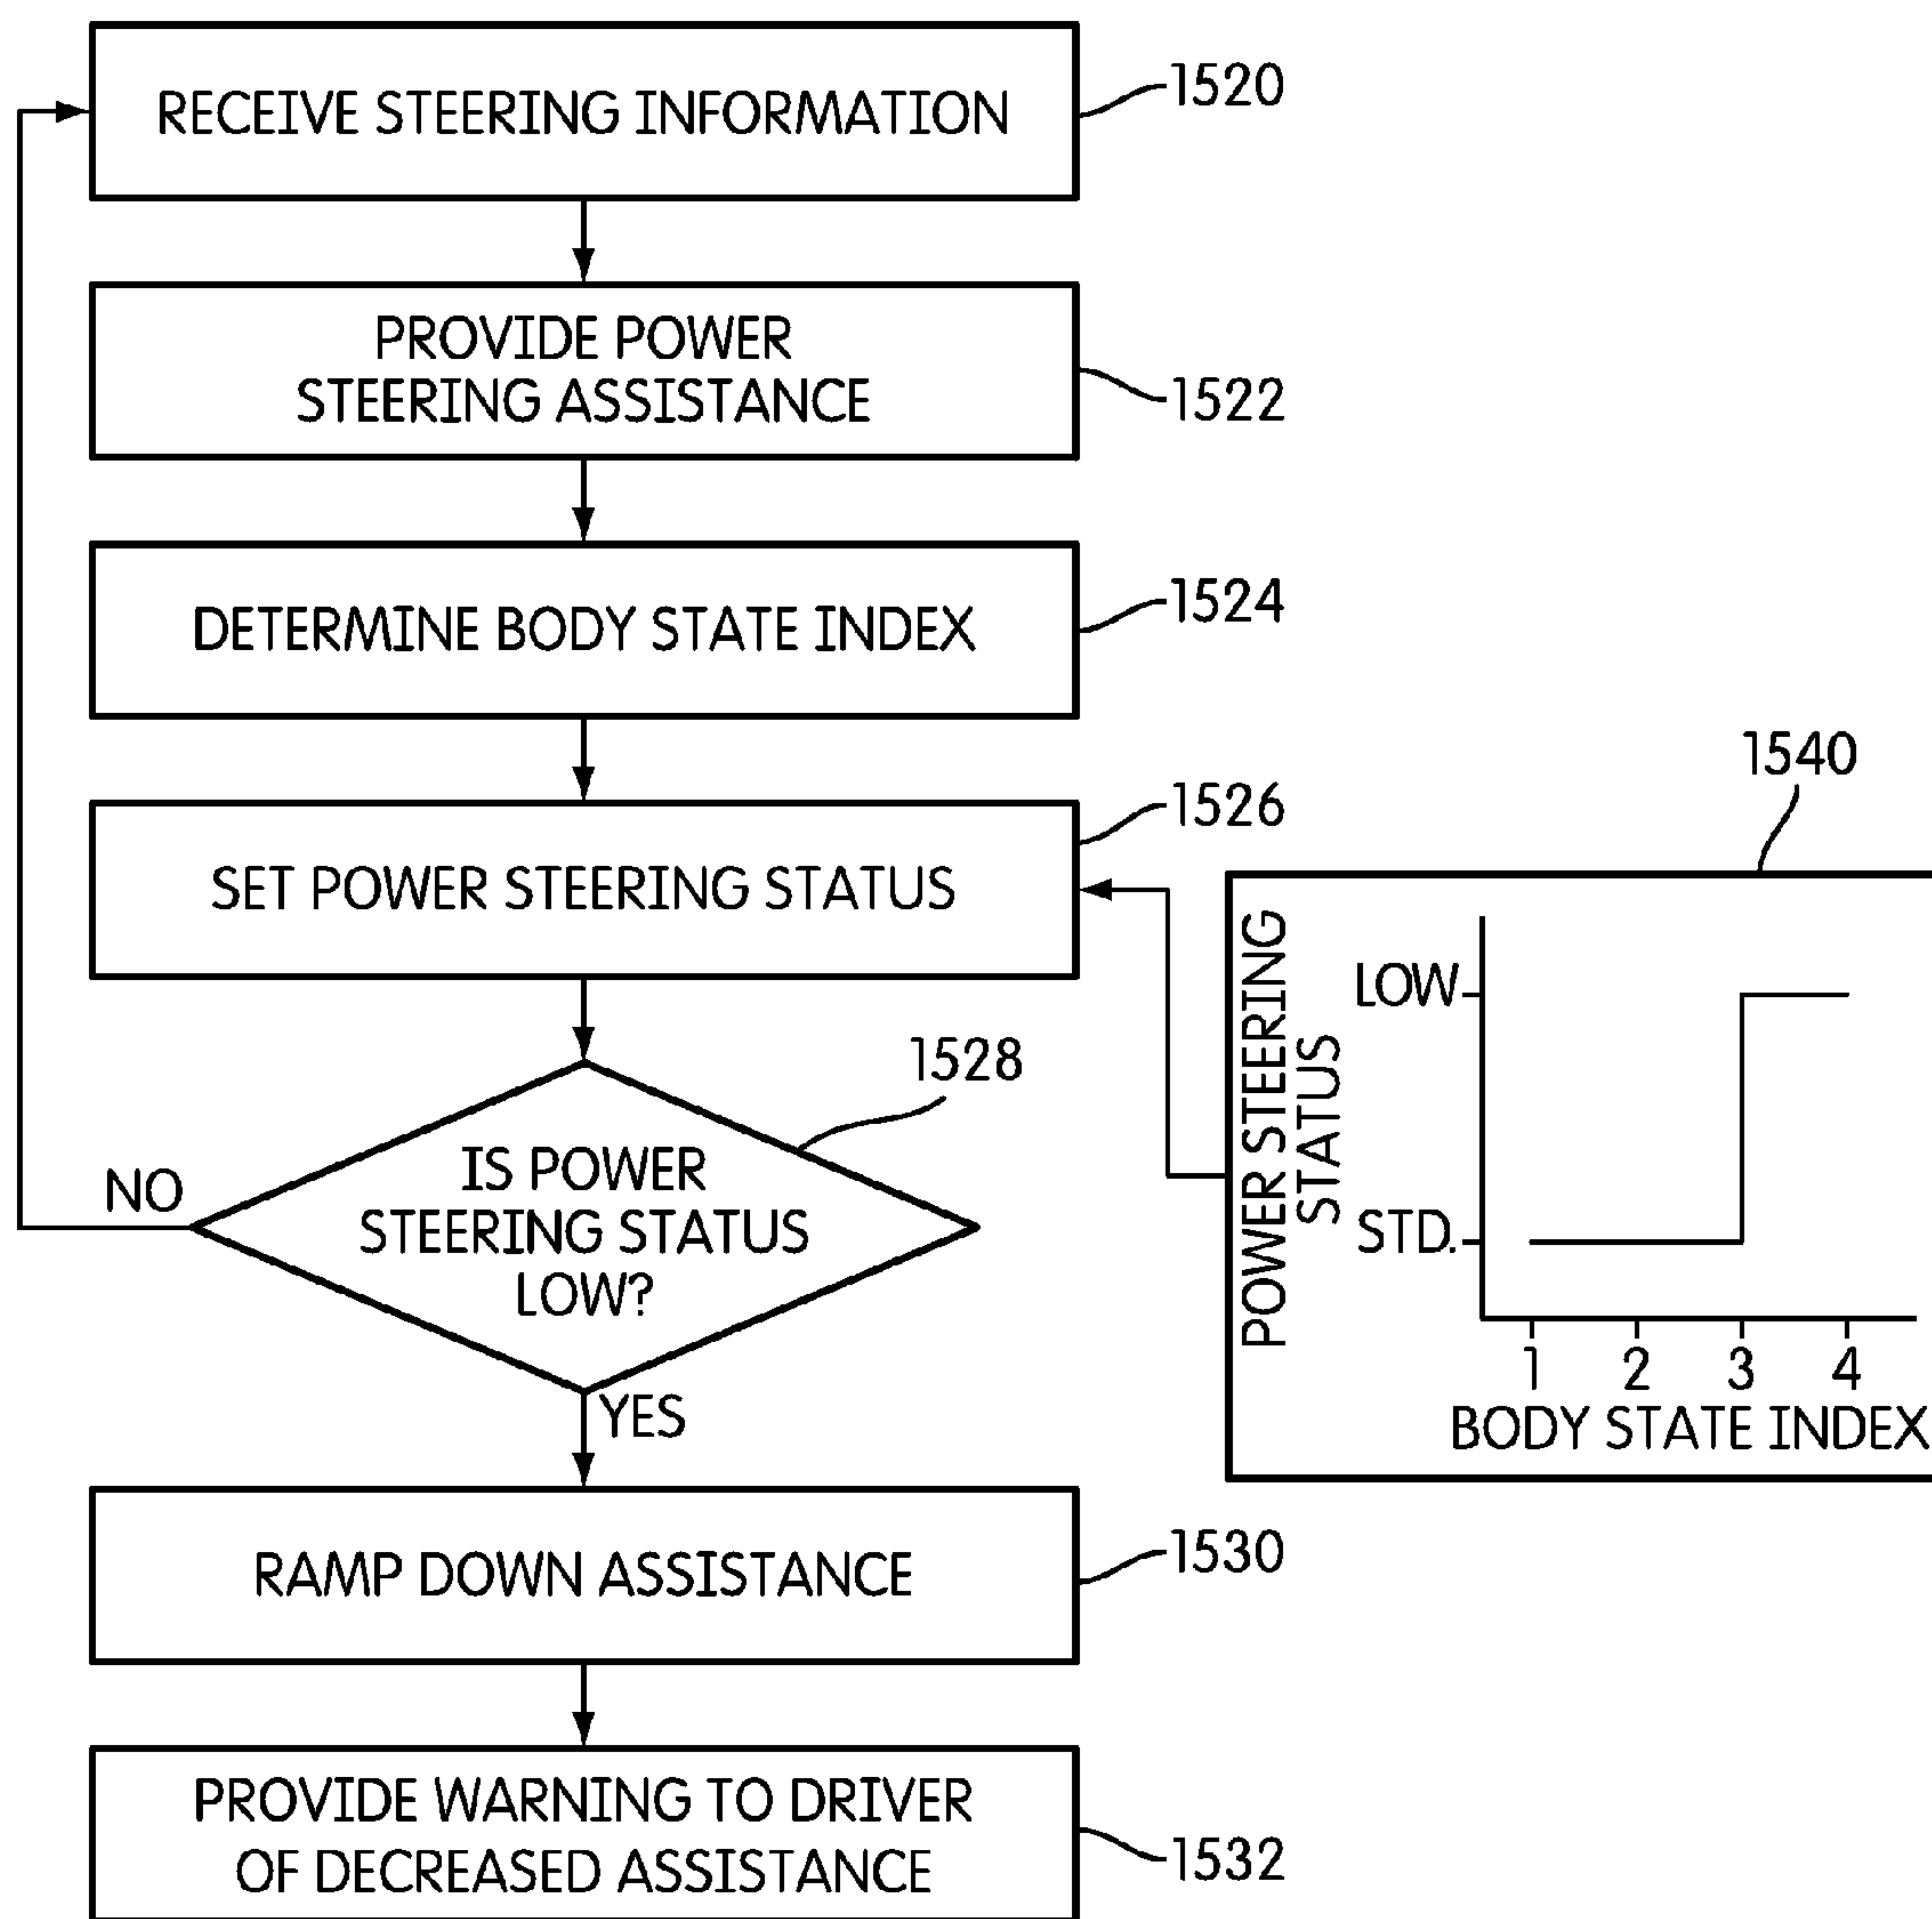 RECEIVE STEERING INFORMATION
1520
PROVIDE POWER
STEERING ASSISTANCE
1522
DETERMINE BODY STATE INDEX
1524
SET POWER STEERING STATUS
1526
IS POWER
STEERING STATUS
LOW?
1528
NO
YES
RAMP DOWN ASSISTANCE
1530
PROVIDE WARNING TO DRIVER
OF DECREASED ASSISTANCE
1532
1540
POWER STEERING
STATUS
LOW
STD.
1 2 3 4
BODY STATE INDEX